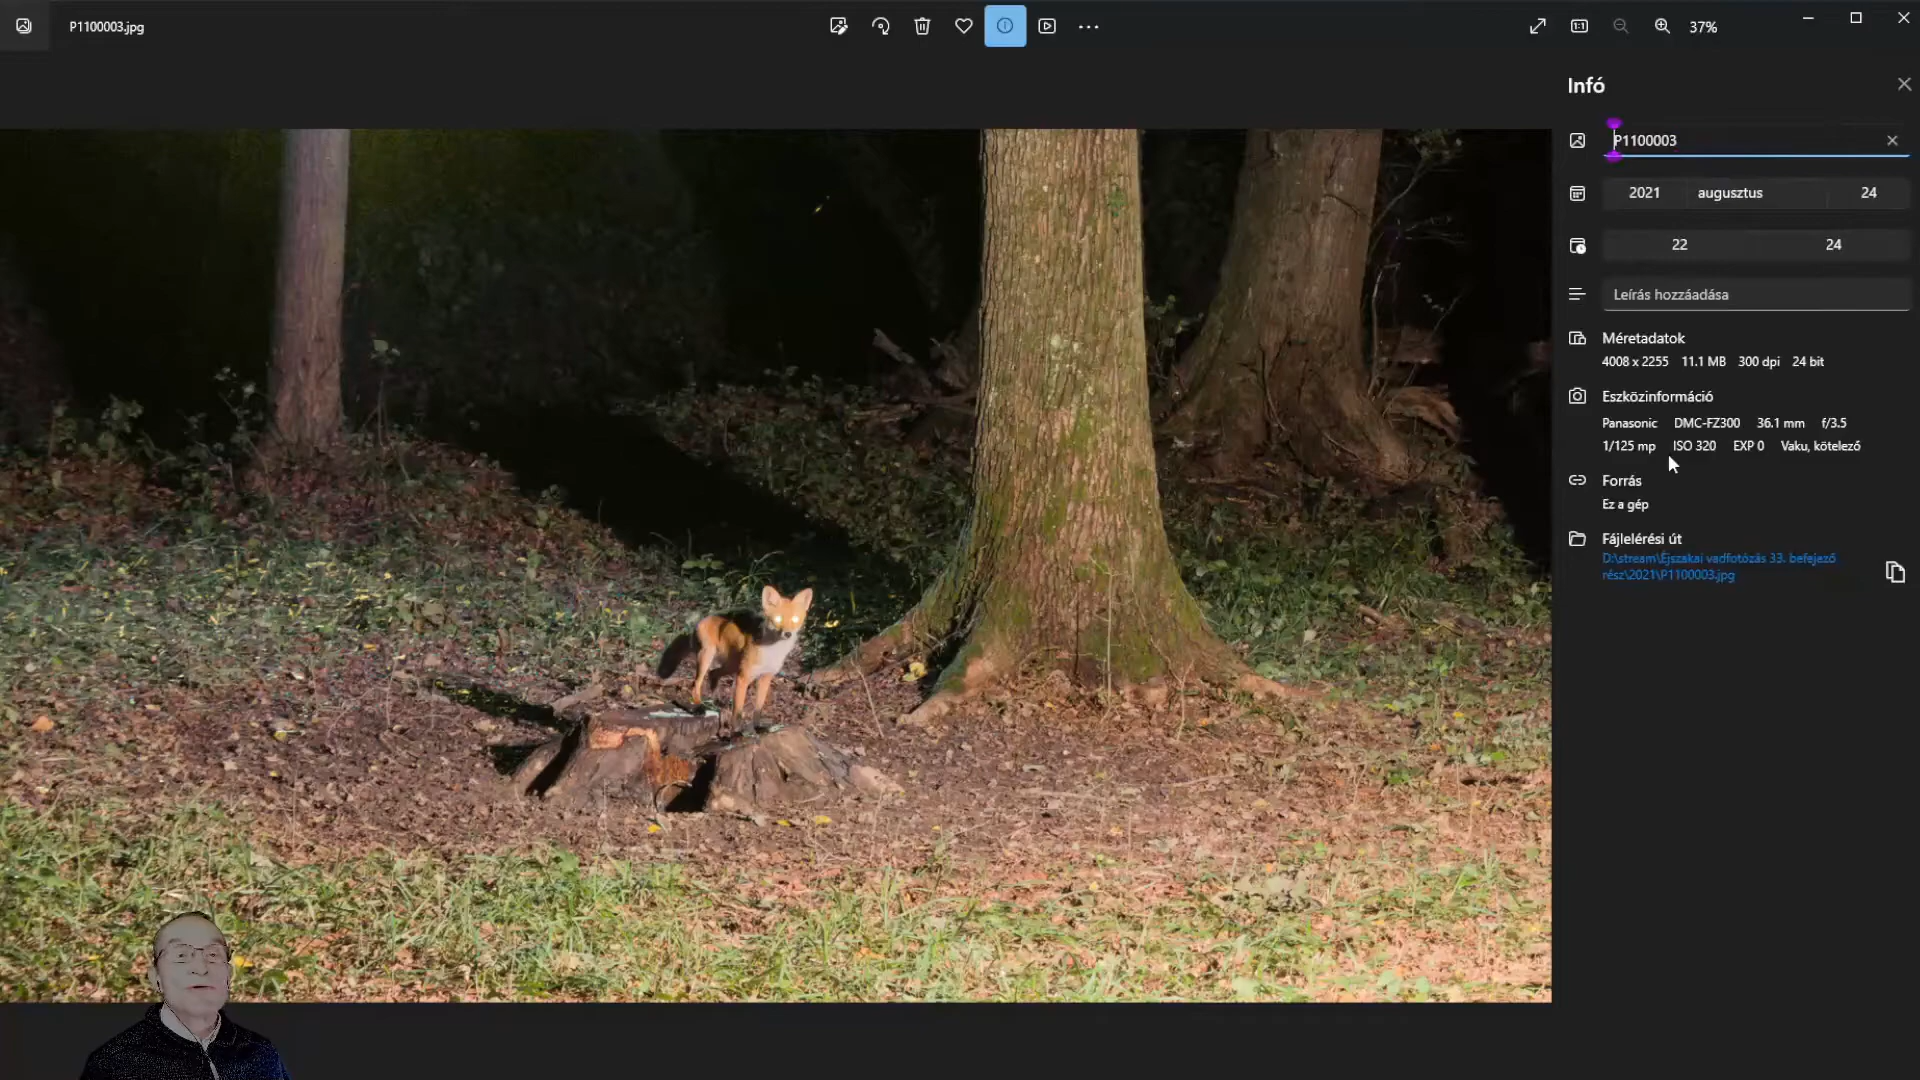 P1100003.jpg
37%
Infó
P1100003
2021 augusztus 24
22 24
Leírás hozzáadása
Méretadatok
4008 x 2255 11.1 MB 300 dpi 24 bit
Eszközinformáció
Panasonic DMC-FZ300 36.1 mm f/3.5
1/125 mp ISO 320 EXP 0 Vaku, kötelező
Forrás
Ez a gép
Fájlelérési út
D:\stream\Éjszakai vadfotózás 33. befejező
rész\2021\P1100003.jpg